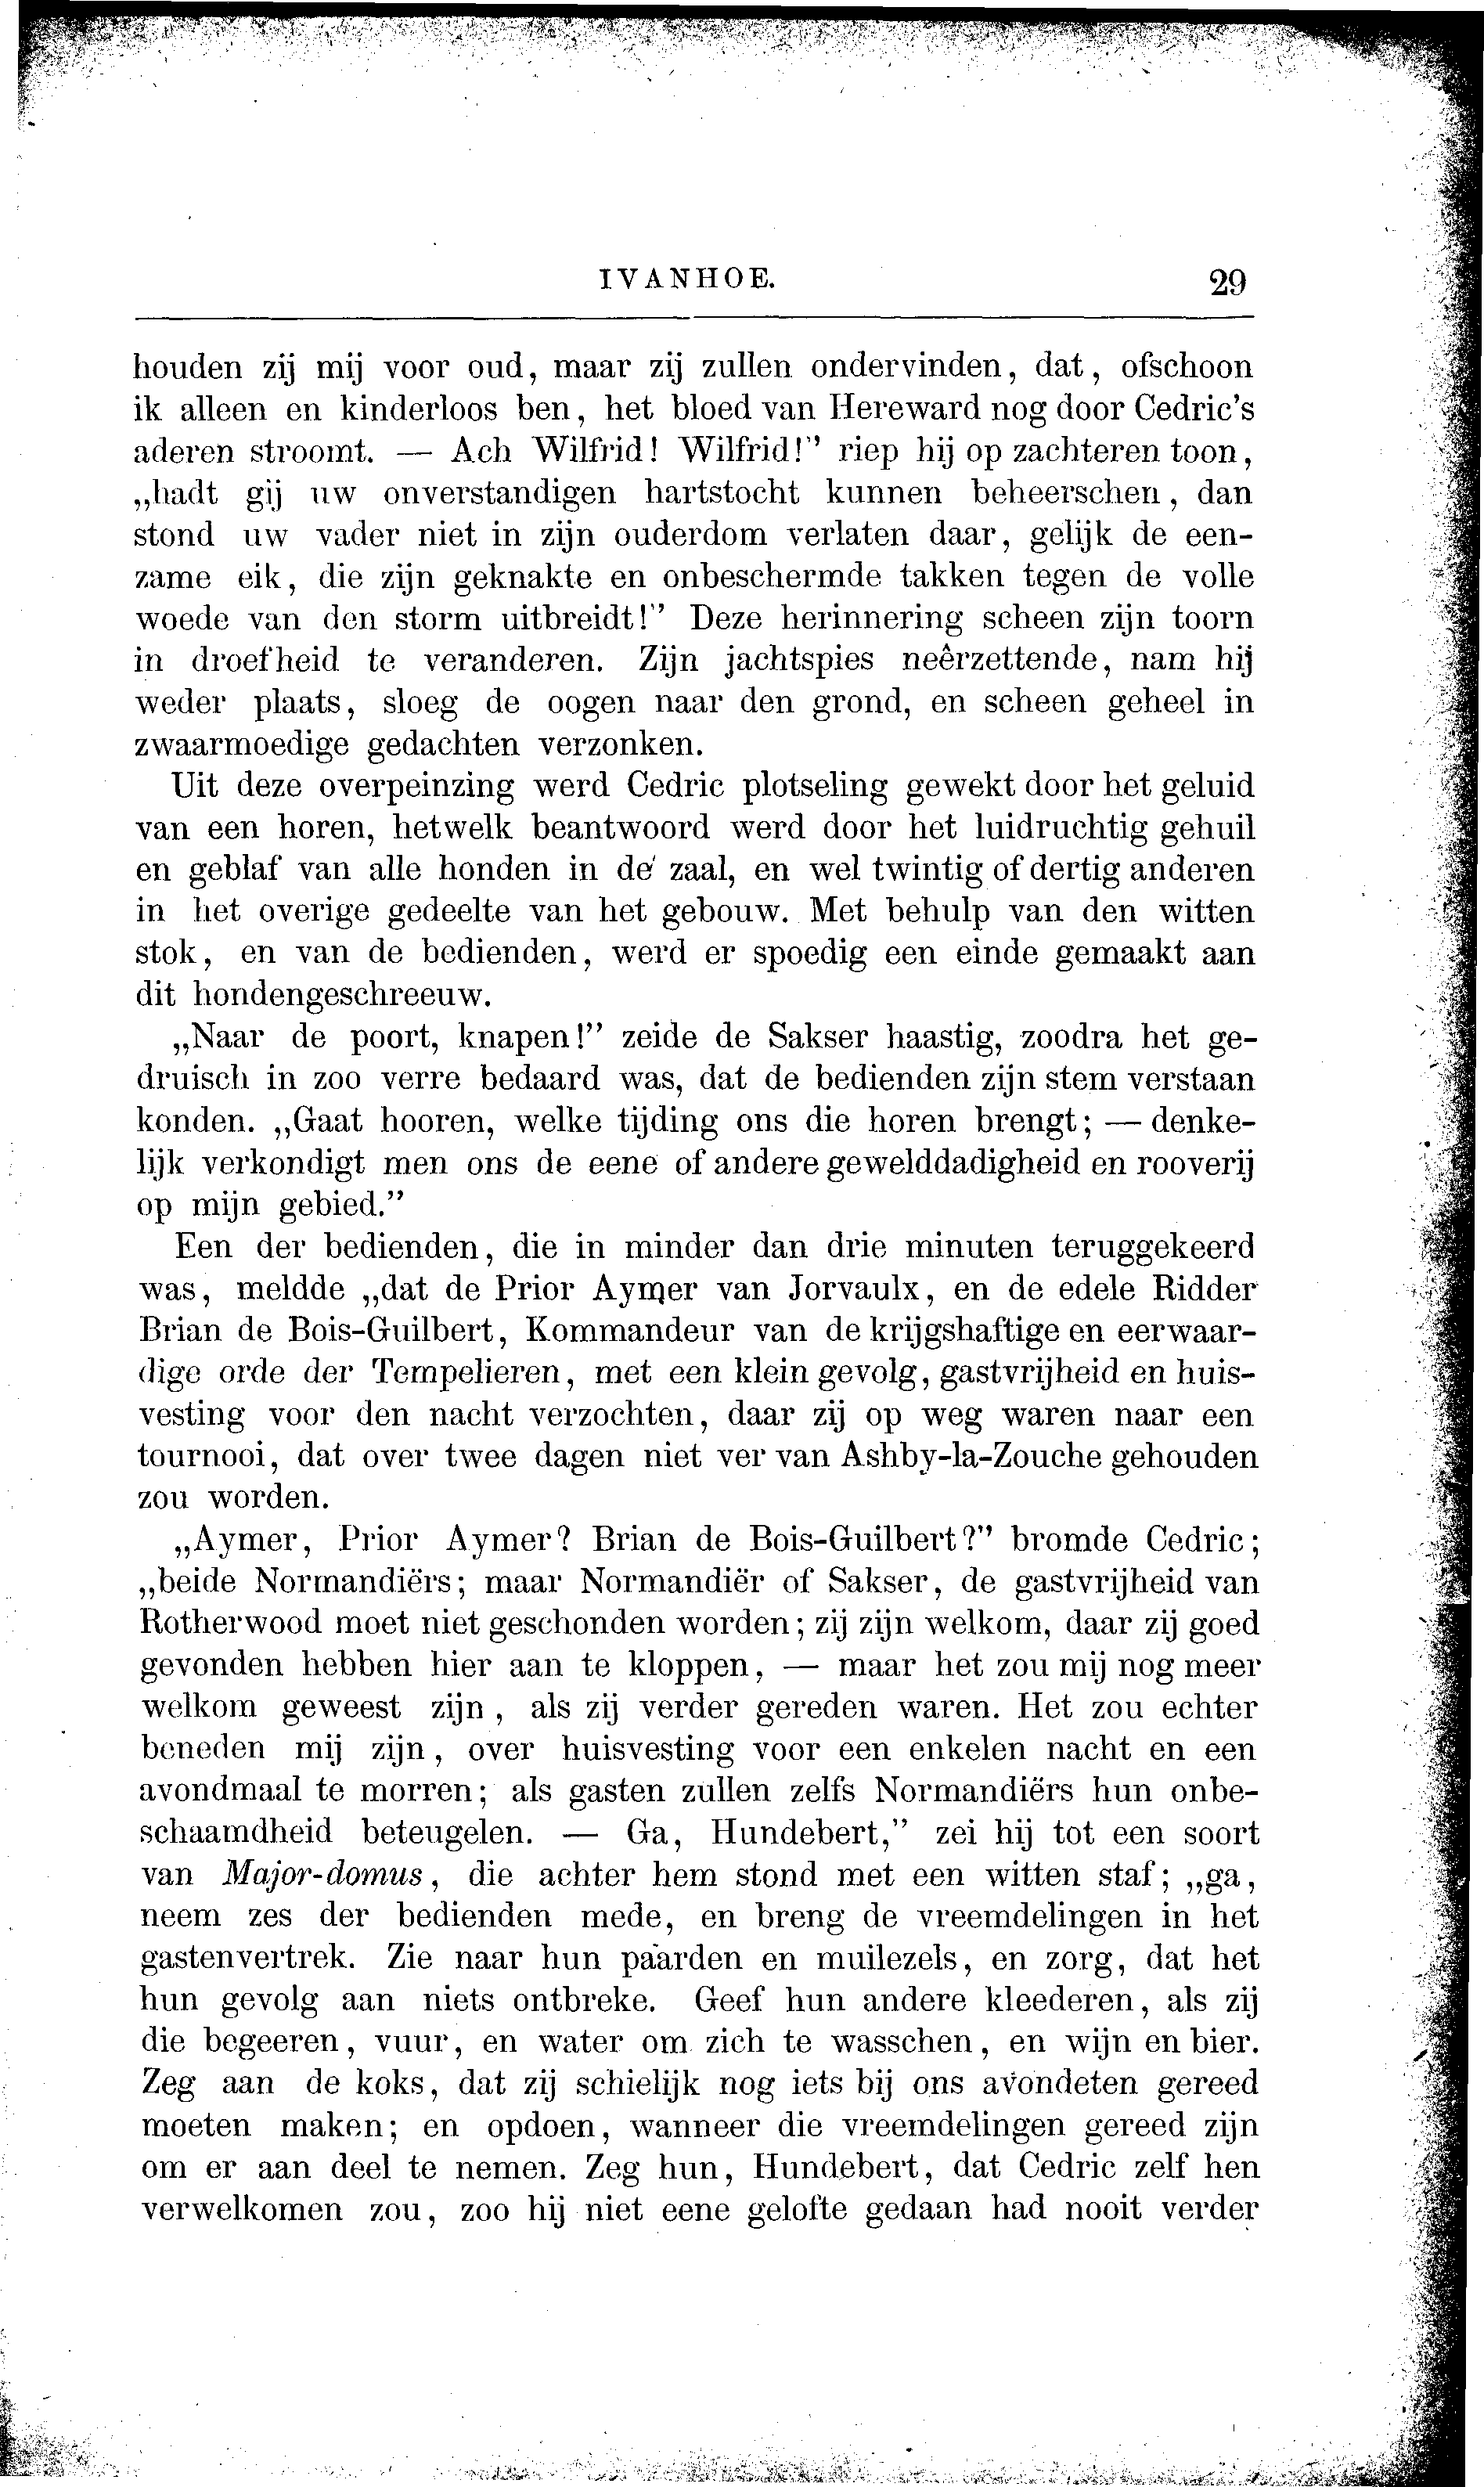 IVANHOE. 29
houden zij mij voor oud, maar zij zullen ondervinden, dat, ofschoon
ik alleen en kinderloos ben, het bloed van Hereward nog door Cedric's
aderen stroomt. — Ach Wilfrid! Wilfrid!” riep hij op zachteren toon,
„hadt gij uw onverstandigen hartstocht kunnen beheerschen, dan
stond uw vader niet in zijn ouderdom verlaten daar, gelijk de een-
zame eik, die zijn geknakte en onbeschermde takken tegen de volle
woede van den storm uitbreidt!” Deze herinnering scheen zijn toorn
in droefheid te veranderen. Zijn jachtspies neêrzettende, nam hij
weder plaats, sloeg de oogen naar den grond, en scheen geheel in
zwaarmoedige gedachten verzonken.
Uit deze overpeinzing werd Cedric plotseling gewekt door het geluid
van een horen, hetwelk beantwoord werd door het luidruchtig gehuil
en geblaf van alle honden in de zaal, en wel twintig of dertig anderen
in het overige gedeelte van het gebouw. Met behulp van den witten
stok, en van de bedienden, werd er spoedig een einde gemaakt aan
dit hondengeschreeuw.
„Naar de poort, knapen!” zeide de Sakser haastig, zoodra het ge-
druisch in zoo verre bedaard was, dat de bedienden zijn stem verstaan
konden. „Gaat hooren, welke tijding ons die horen brengt; — denke-
lijk verkondigt men ons de eene of andere gewelddadigheid en rooverij
op mijn gebied.”
Een der bedienden, die in minder dan drie minuten teruggekeerd
was, meldde „dat de Prior Aymer van Jorvaulx, en de edele Ridder
Brian de Bois-Guilbert, Kommandeur van de krijgshaftige en eerwaar-
dige orde der Tempelieren, met een klein gevolg, gastvrijheid en huis-
vesting voor den nacht verzochten, daar zij op weg waren naar een
tournooi, dat over twee dagen niet ver van Ashby-la-Zouche gehouden
zou worden.
„Aymer, Prior Aymer? Brian de Bois-Guilbert?” bromde Cedric;
„beide Normandiërs; maar Normandiër of Sakser, de gastvrijheid van
Rotherwood moet niet geschonden worden; zij zijn welkom, daar zij goed
gevonden hebben hier aan te kloppen, — maar het zou mij nog meer
welkom geweest zijn, als zij verder gereden waren. Het zou echter
beneden mij zijn, over huisvesting voor een enkelen nacht en een
avondmaal te morren; als gasten zullen zelfs Normandiërs hun onbe-
schaamdheid beteugelen. — Ga, Hundebert,” zei hij tot een soort
van Major-domus, die achter hem stond met een witten staf; „ga,
neem zes der bedienden mede, en breng de vreemdelingen in het
gastenvertrek. Zie naar hun paarden en muilezels, en zorg, dat het
hun gevolg aan niets ontbreke. Geef hun andere kleederen, als zij
die begeeren, vuur, en water om zich te wasschen, en wijn en bier.
Zeg aan de koks, dat zij schielijk nog iets bij ons avondeten gereed
moeten maken; en opdoen, wanneer die vreemdelingen gereed zijn
om er aan deel te nemen. Zeg hun, Hundebert, dat Cedric zelf hen
verwelkomen zou, zoo hij niet eene gelofte gedaan had nooit verder